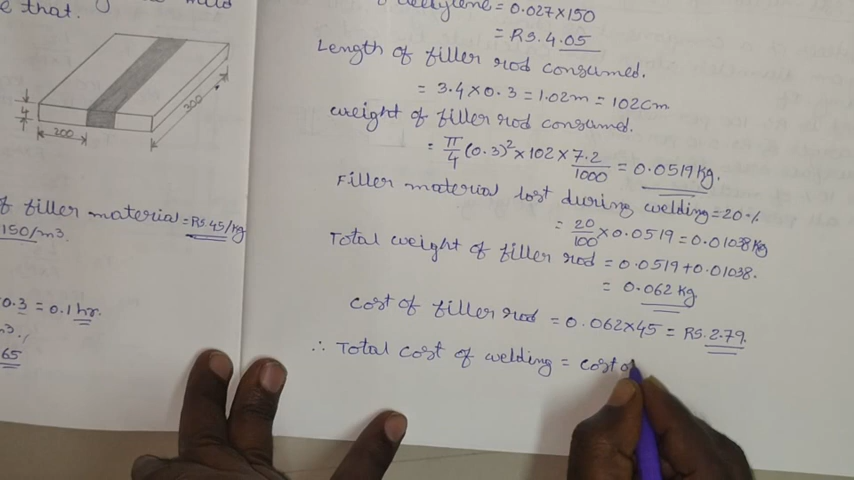 e that.
4
200
300
f filler material = Rs.45/kg
150/m³.
0.3 = 0.1 hr.
m³.
65
= 0.027×150
= Rs.4.05
Length of filler rod consumed.
= 3.4×0.3 = 1.02m = 102cm
weight of filler rod consumed.
= π/4 (0.3)² × 102 × 7.2/1000 = 0.0519 kg.
Filler material lost during welding = 20%
= 20/100 × 0.0519 = 0.01038 kg
Total weight of filler rod = 0.0519 + 0.01038.
= 0.062 kg
cost of filler rod = 0.062×45 = Rs.2.79.
∴ Total cost of welding = cost o